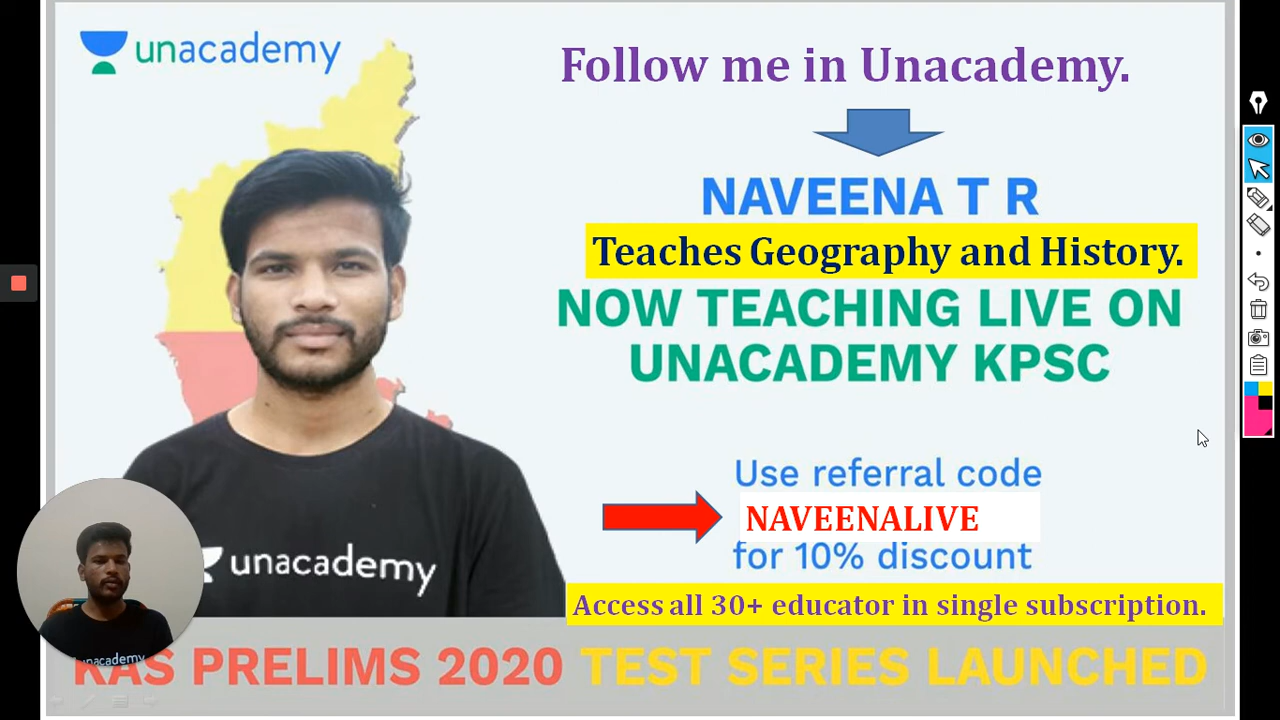 unacademy
Follow me in Unacademy.
NAVEENA T R
Teaches Geography and History.
NOW TEACHING LIVE ON
UNACADEMY KPSC
Use referral code
NAVEENALIVE
for 10% discount
unacademy
Access all 30+ educator in single subscription.
unacademy
KAS PRELIMS 2020 TEST SERIES LAUNCHED